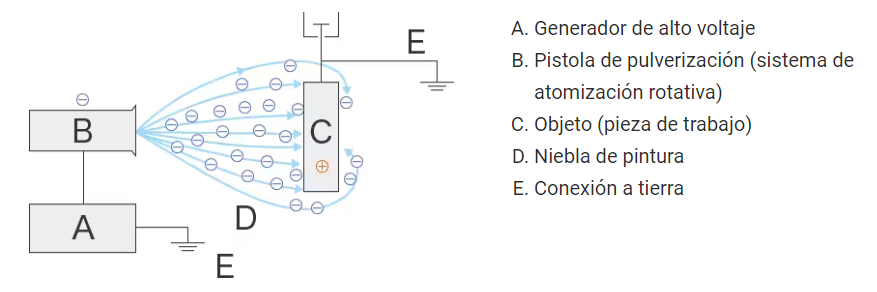 E
B
C
D
A
E
A. Generador de alto voltaje
B. Pistola de pulverización (sistema de
atomización rotativa)
C. Objeto (pieza de trabajo)
D. Niebla de pintura
E. Conexión a tierra